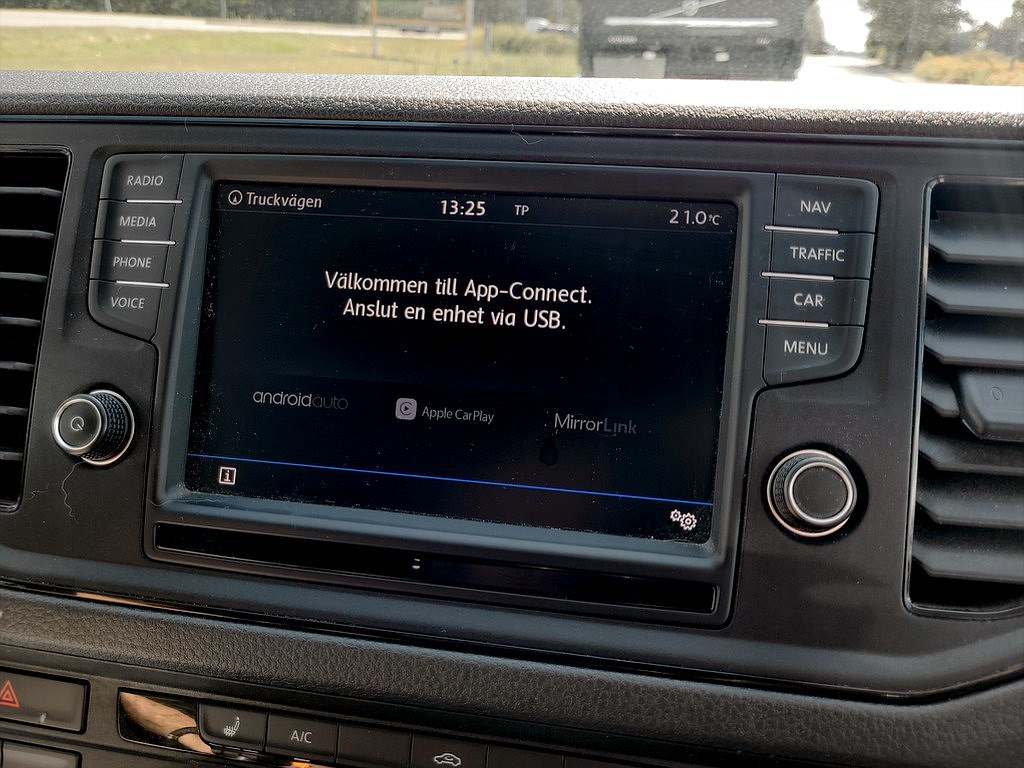 RADIO
MEDIA
PHONE
VOICE
Truckvägen
13:25
TP
21.0°C
Välkommen till App-Connect.
Anslut en enhet via USB.
androidauto
Apple CarPlay
MirrorLink
i
NAV
TRAFFIC
CAR
MENU
A/C